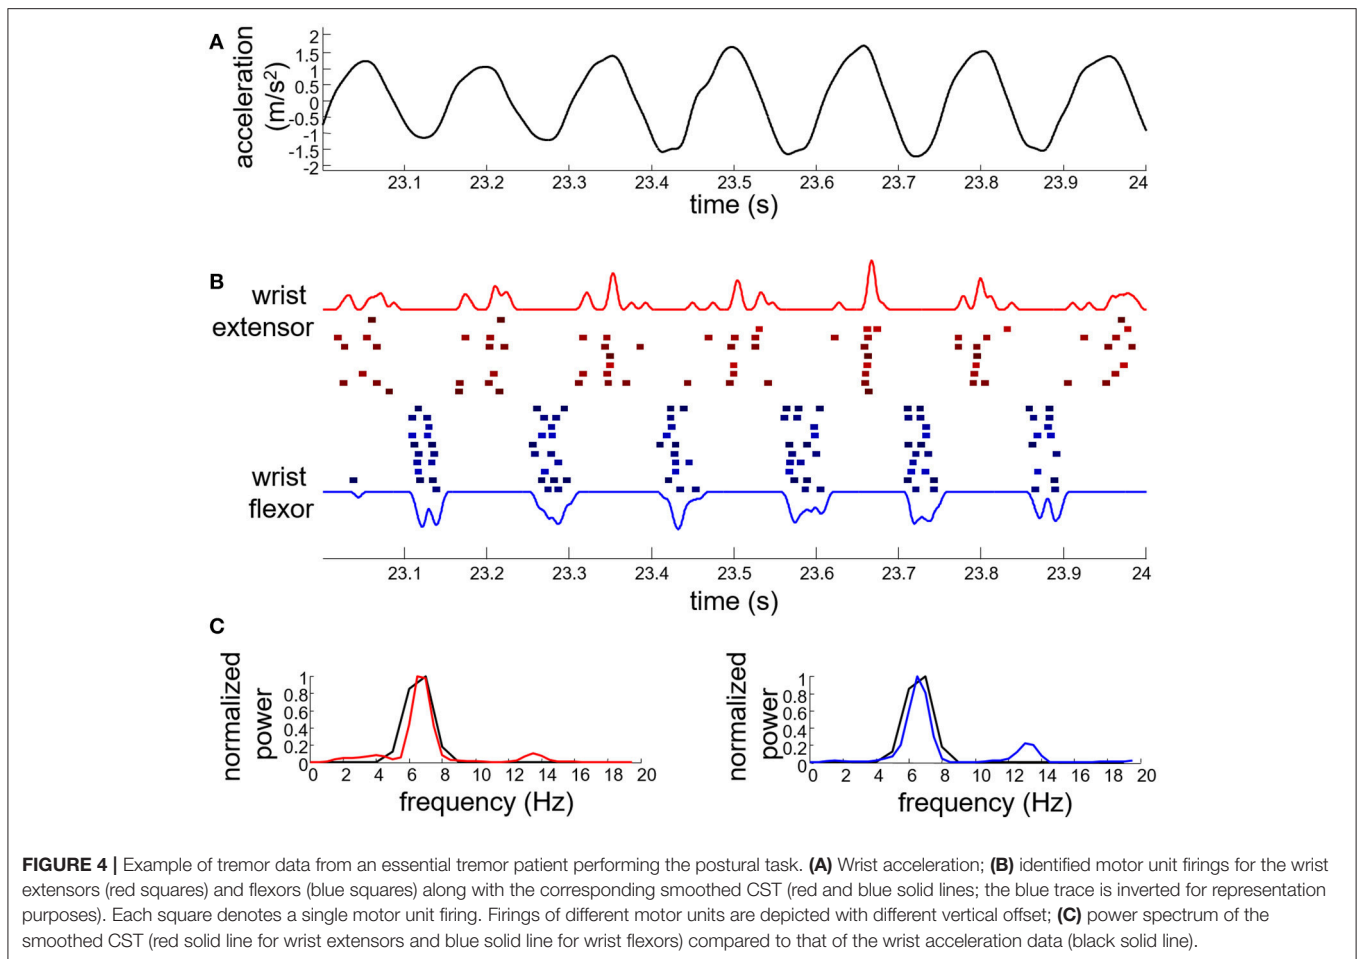 A
acceleration
(m/s²)
2
1.5
1
0.5
0
-0.5
-1
-1.5
-2
23.1 23.2 23.3 23.4 23.5 23.6 23.7 23.8 23.9 24
time (s)
B
wrist
extensor
wrist
flexor
23.1 23.2 23.3 23.4 23.5 23.6 23.7 23.8 23.9 24
time (s)
C
normalized
power
1
0.8
0.6
0.4
0.2
0
0 2 4 6 8 10 12 14 16 18 20
frequency (Hz)
normalized
power
1
0.8
0.6
0.4
0.2
0
0 2 4 6 8 10 12 14 16 18 20
frequency (Hz)
FIGURE 4 | Example of tremor data from an essential tremor patient performing the postural task. (A) Wrist acceleration; (B) identified motor unit firings for the wrist
extensors (red squares) and flexors (blue squares) along with the corresponding smoothed CST (red and blue solid lines; the blue trace is inverted for representation
purposes). Each square denotes a single motor unit firing. Firings of different motor units are depicted with different vertical offset; (C) power spectrum of the
smoothed CST (red solid line for wrist extensors and blue solid line for wrist flexors) compared to that of the wrist acceleration data (black solid line).